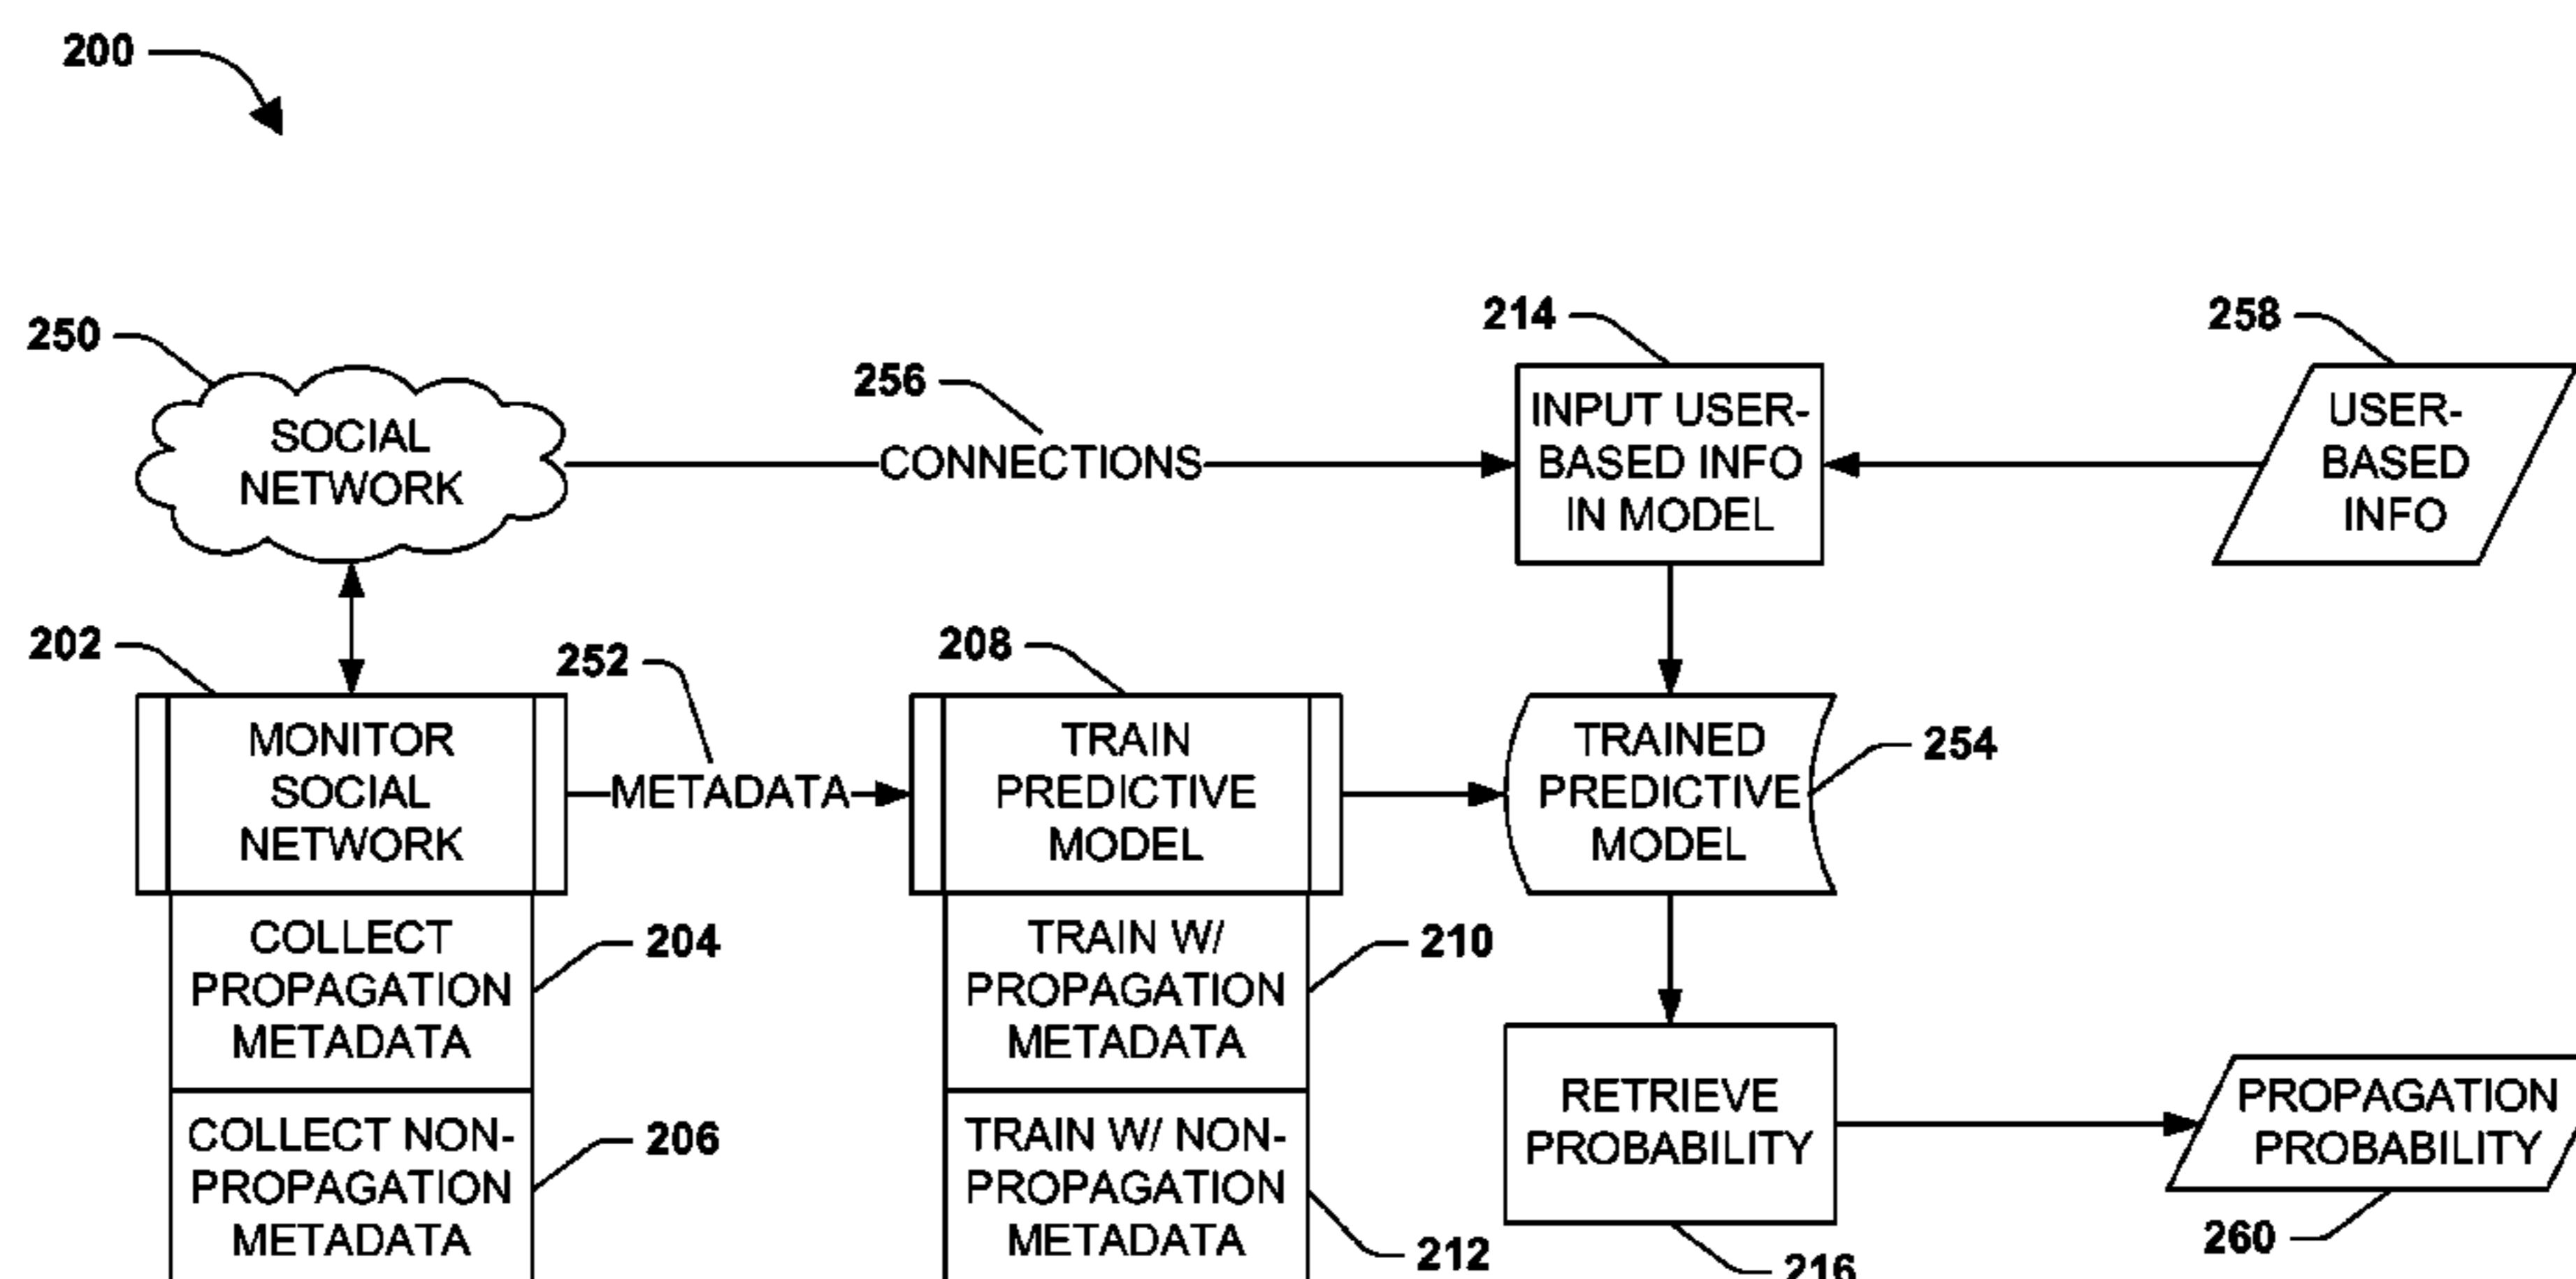 200
250
SOCIAL
NETWORK
256
CONNECTIONS
214
INPUT USER-
BASED INFO
IN MODEL
258
USER-
BASED
INFO
202
MONITOR
SOCIAL
NETWORK
252
METADATA
208
TRAIN
PREDICTIVE
MODEL
TRAINED
PREDICTIVE
MODEL
254
COLLECT
PROPAGATION
METADATA
204
TRAIN W/
PROPAGATION
METADATA
210
COLLECT NON-
PROPAGATION
METADATA
206
TRAIN W/ NON-
PROPAGATION
METADATA
212
RETRIEVE
PROBABILITY
216
PROPAGATION
PROBABILITY
260